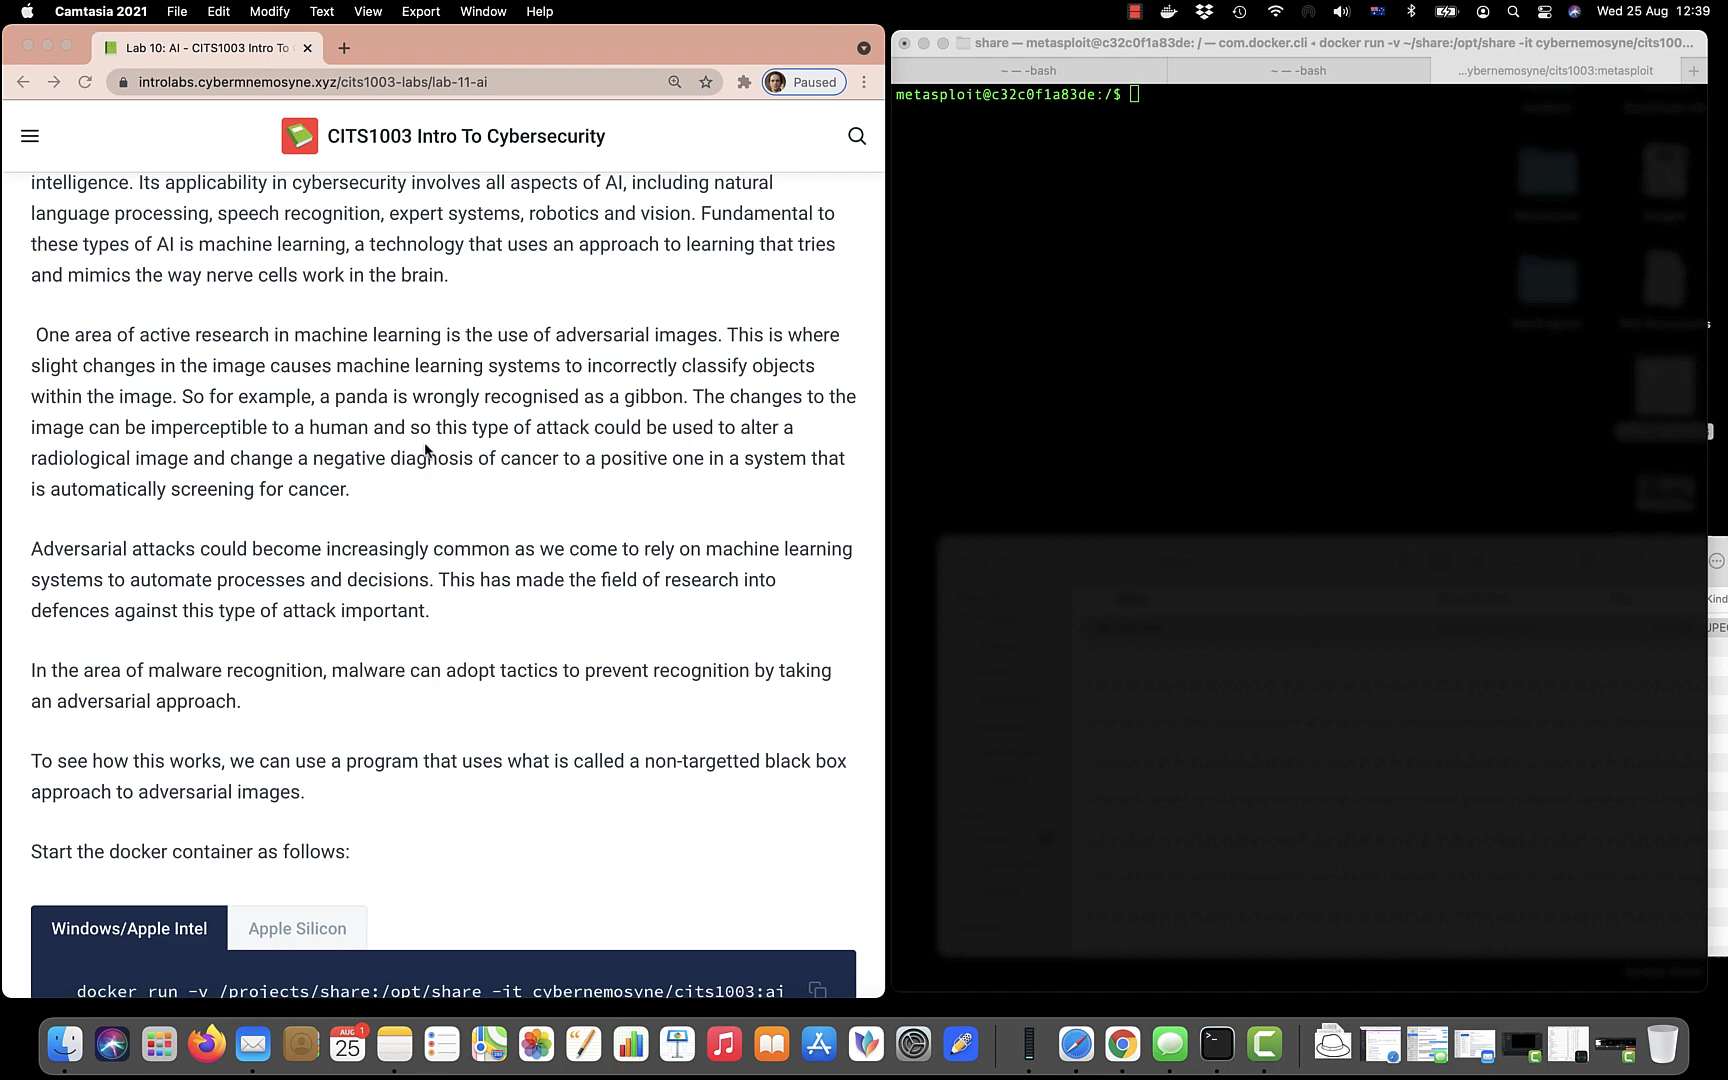 Camtasia 2021 File Edit Modify Text View Export Window Help
Wed 25 Aug 12:39
Lab 10: AI - CITS1003 Intro To
introlabs.cybermnemosyne.xyz/cits1003-labs/lab-11-ai
Paused
CITS1003 Intro To Cybersecurity
intelligence. Its applicability in cybersecurity involves all aspects of AI, including natural
language processing, speech recognition, expert systems, robotics and vision. Fundamental to
these types of AI is machine learning, a technology that uses an approach to learning that tries
and mimics the way nerve cells work in the brain.
One area of active research in machine learning is the use of adversarial images. This is where
slight changes in the image causes machine learning systems to incorrectly classify objects
within the image. So for example, a panda is wrongly recognised as a gibbon. The changes to the
image can be imperceptible to a human and so this type of attack could be used to alter a
radiological image and change a negative diagnosis of cancer to a positive one in a system that
is automatically screening for cancer.
Adversarial attacks could become increasingly common as we come to rely on machine learning
systems to automate processes and decisions. This has made the field of research into
defences against this type of attack important.
In the area of malware recognition, malware can adopt tactics to prevent recognition by taking
an adversarial approach.
To see how this works, we can use a program that uses what is called a non-targetted black box
approach to adversarial images.
Start the docker container as follows:
Windows/Apple Intel
Apple Silicon
docker run -v /projects/share:/opt/share -it cybernemosyne/cits1003:ai
share — metasploit@c32c0f1a83de: / — com.docker.cli ◂ docker run -v ~/share:/opt/share -it cybernemosyne/cits100...
~ — -bash
~ — -bash
...ybernemosyne/cits1003:metasploit
metasploit@c32c0f1a83de:/$
Kind
JPE
AUG
1
25